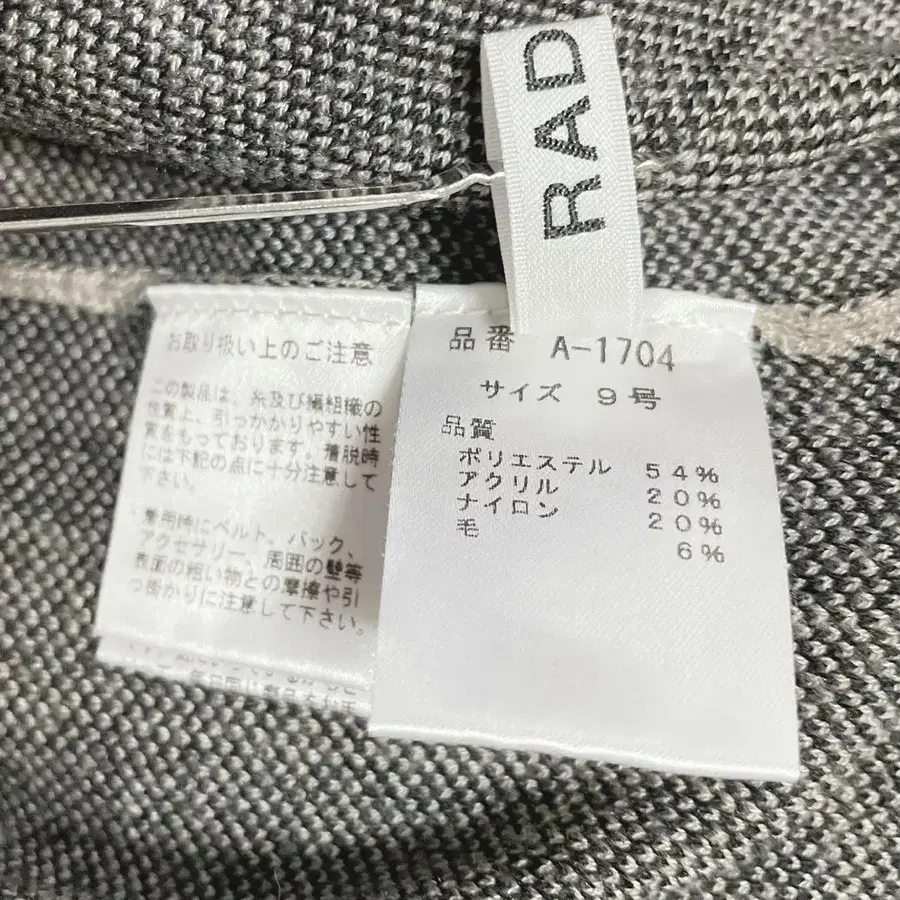 RAD
お取り扱い上のご注意
この製品は、糸及び編組織の
性質上、引っかかりやすい性
質をもっております。着脱時
には下記の点に十分注意して
下さい。
・着用時にベルト、バック、
アクセサリー、周囲の壁等
表面の粗い物との摩擦や引
っ掛かりに注意して下さい。
品番 A-1704
サイズ 9号
品質
ポリエステル 54%
アクリル 20%
ナイロン 20%
毛 6%